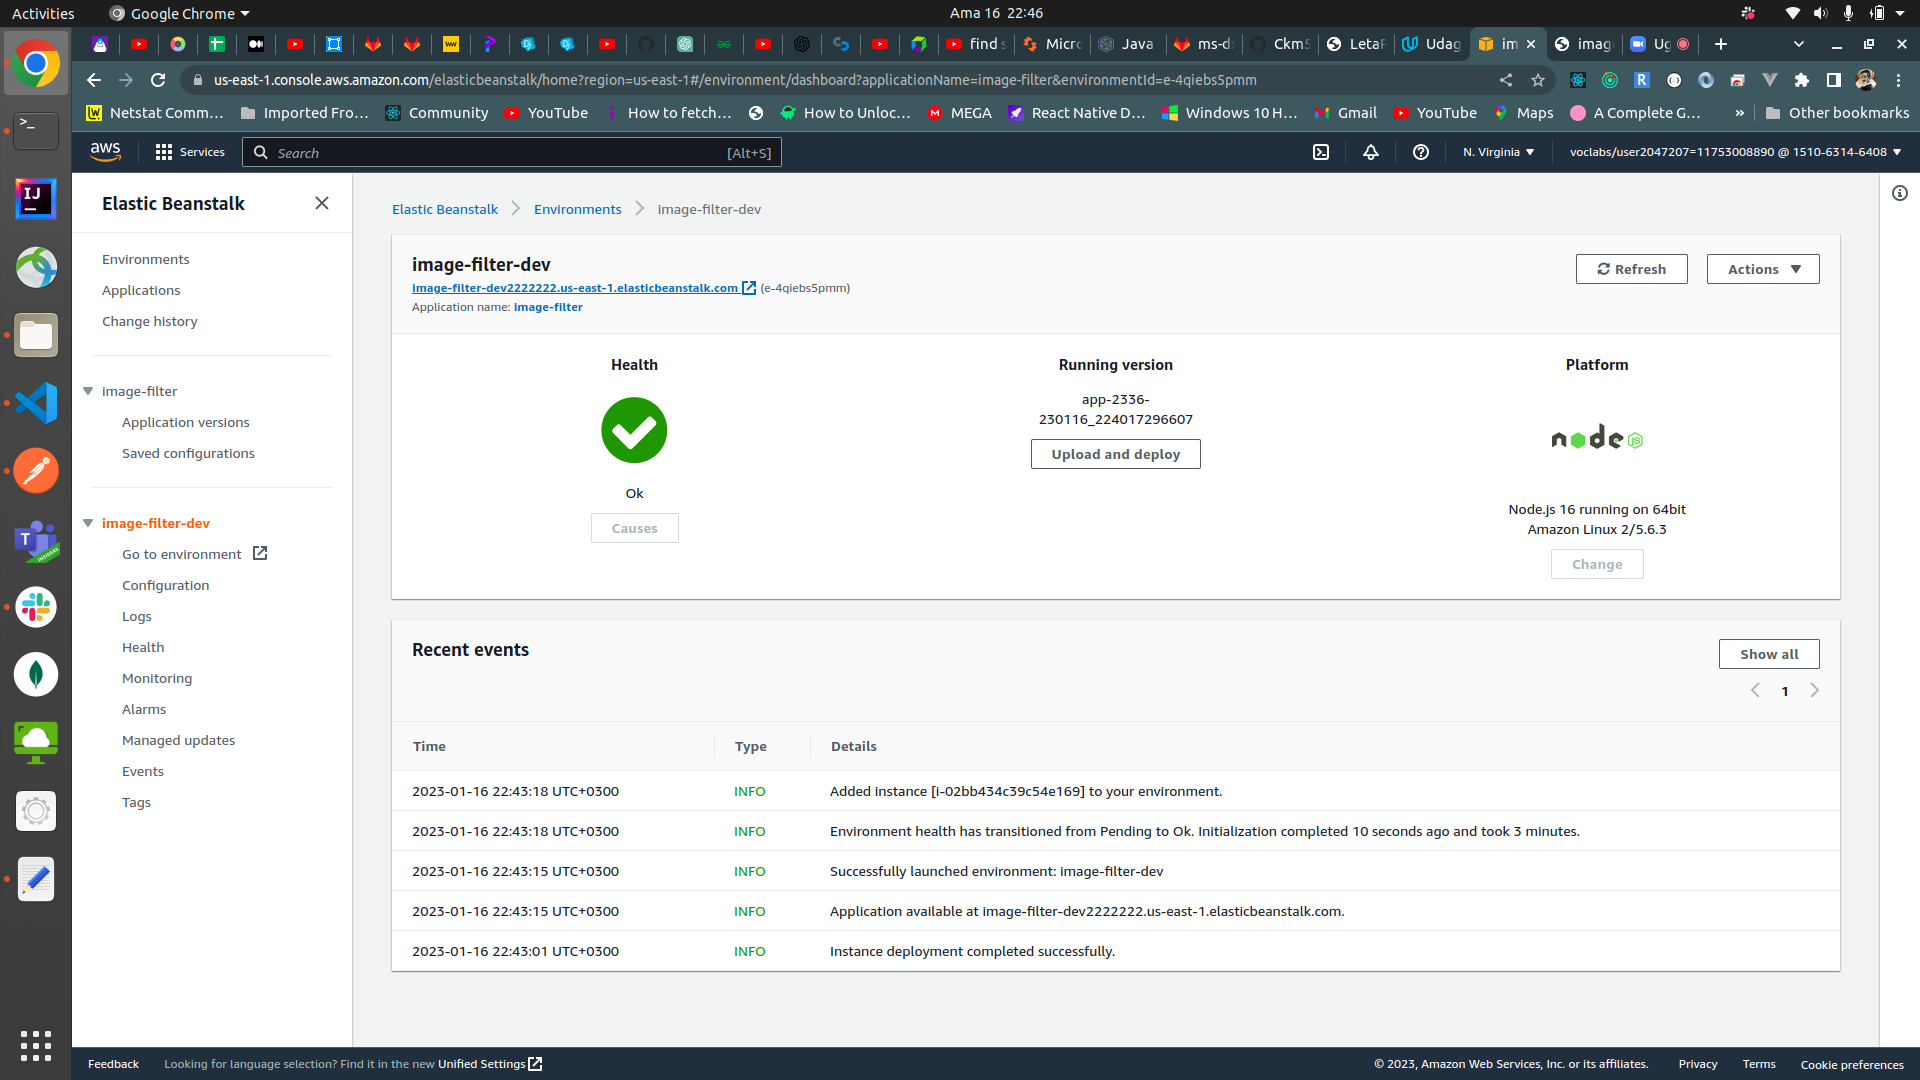 Activities
Google Chrome
Ama 16 22:46
find s
Micro
Java
ms-d
CkmS
LetaF
Udag
im
imag
Ug
us-east-1.console.aws.amazon.com/elasticbeanstalk/home?region=us-east-1#/environment/dashboard?applicationName=image-filter&environmentId=e-4qiebs5pmm
Netstat Comm...
Imported Fro...
Community
YouTube
How to fetch...
How to Unloc...
MEGA
React Native D...
Windows 10 H...
Gmail
YouTube
Maps
A Complete G...
»
Other bookmarks
aws
Services
Search
[Alt+S]
N. Virginia
voclabs/user2047207=11753008890 @ 1510-6314-6408
Elastic Beanstalk
Environments
Applications
Change history
image-filter
Application versions
Saved configurations
image-filter-dev
Go to environment
Configuration
Logs
Health
Monitoring
Alarms
Managed updates
Events
Tags
Elastic Beanstalk
Environments
image-filter-dev
image-filter-dev
image-filter-dev2222222.us-east-1.elasticbeanstalk.com (e-4qiebs5pmm)
Application name: image-filter
Refresh
Actions
Health
Ok
Causes
Running version
app-2336-
230116_224017296607
Upload and deploy
Platform
node JS
Node.js 16 running on 64bit
Amazon Linux 2/5.6.3
Change
Recent events
Show all
1
Time Type Details
2023-01-16 22:43:18 UTC+0300 INFO Added instance [i-02bb434c39c54e169] to your environment.
2023-01-16 22:43:18 UTC+0300 INFO Environment health has transitioned from Pending to Ok. Initialization completed 10 seconds ago and took 3 minutes.
2023-01-16 22:43:15 UTC+0300 INFO Successfully launched environment: image-filter-dev
2023-01-16 22:43:15 UTC+0300 INFO Application available at image-filter-dev2222222.us-east-1.elasticbeanstalk.com.
2023-01-16 22:43:01 UTC+0300 INFO Instance deployment completed successfully.
Feedback
Looking for language selection? Find it in the new Unified Settings
© 2023, Amazon Web Services, Inc. or its affiliates.
Privacy
Terms
Cookie preferences